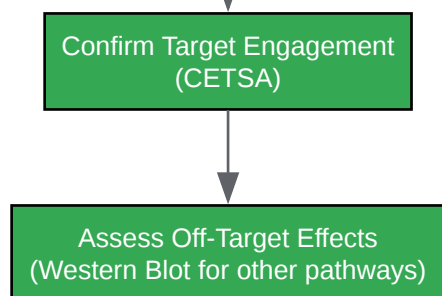 Confirm Target Engagement
(CETSA)
Assess Off-Target Effects
(Western Blot for other pathways)